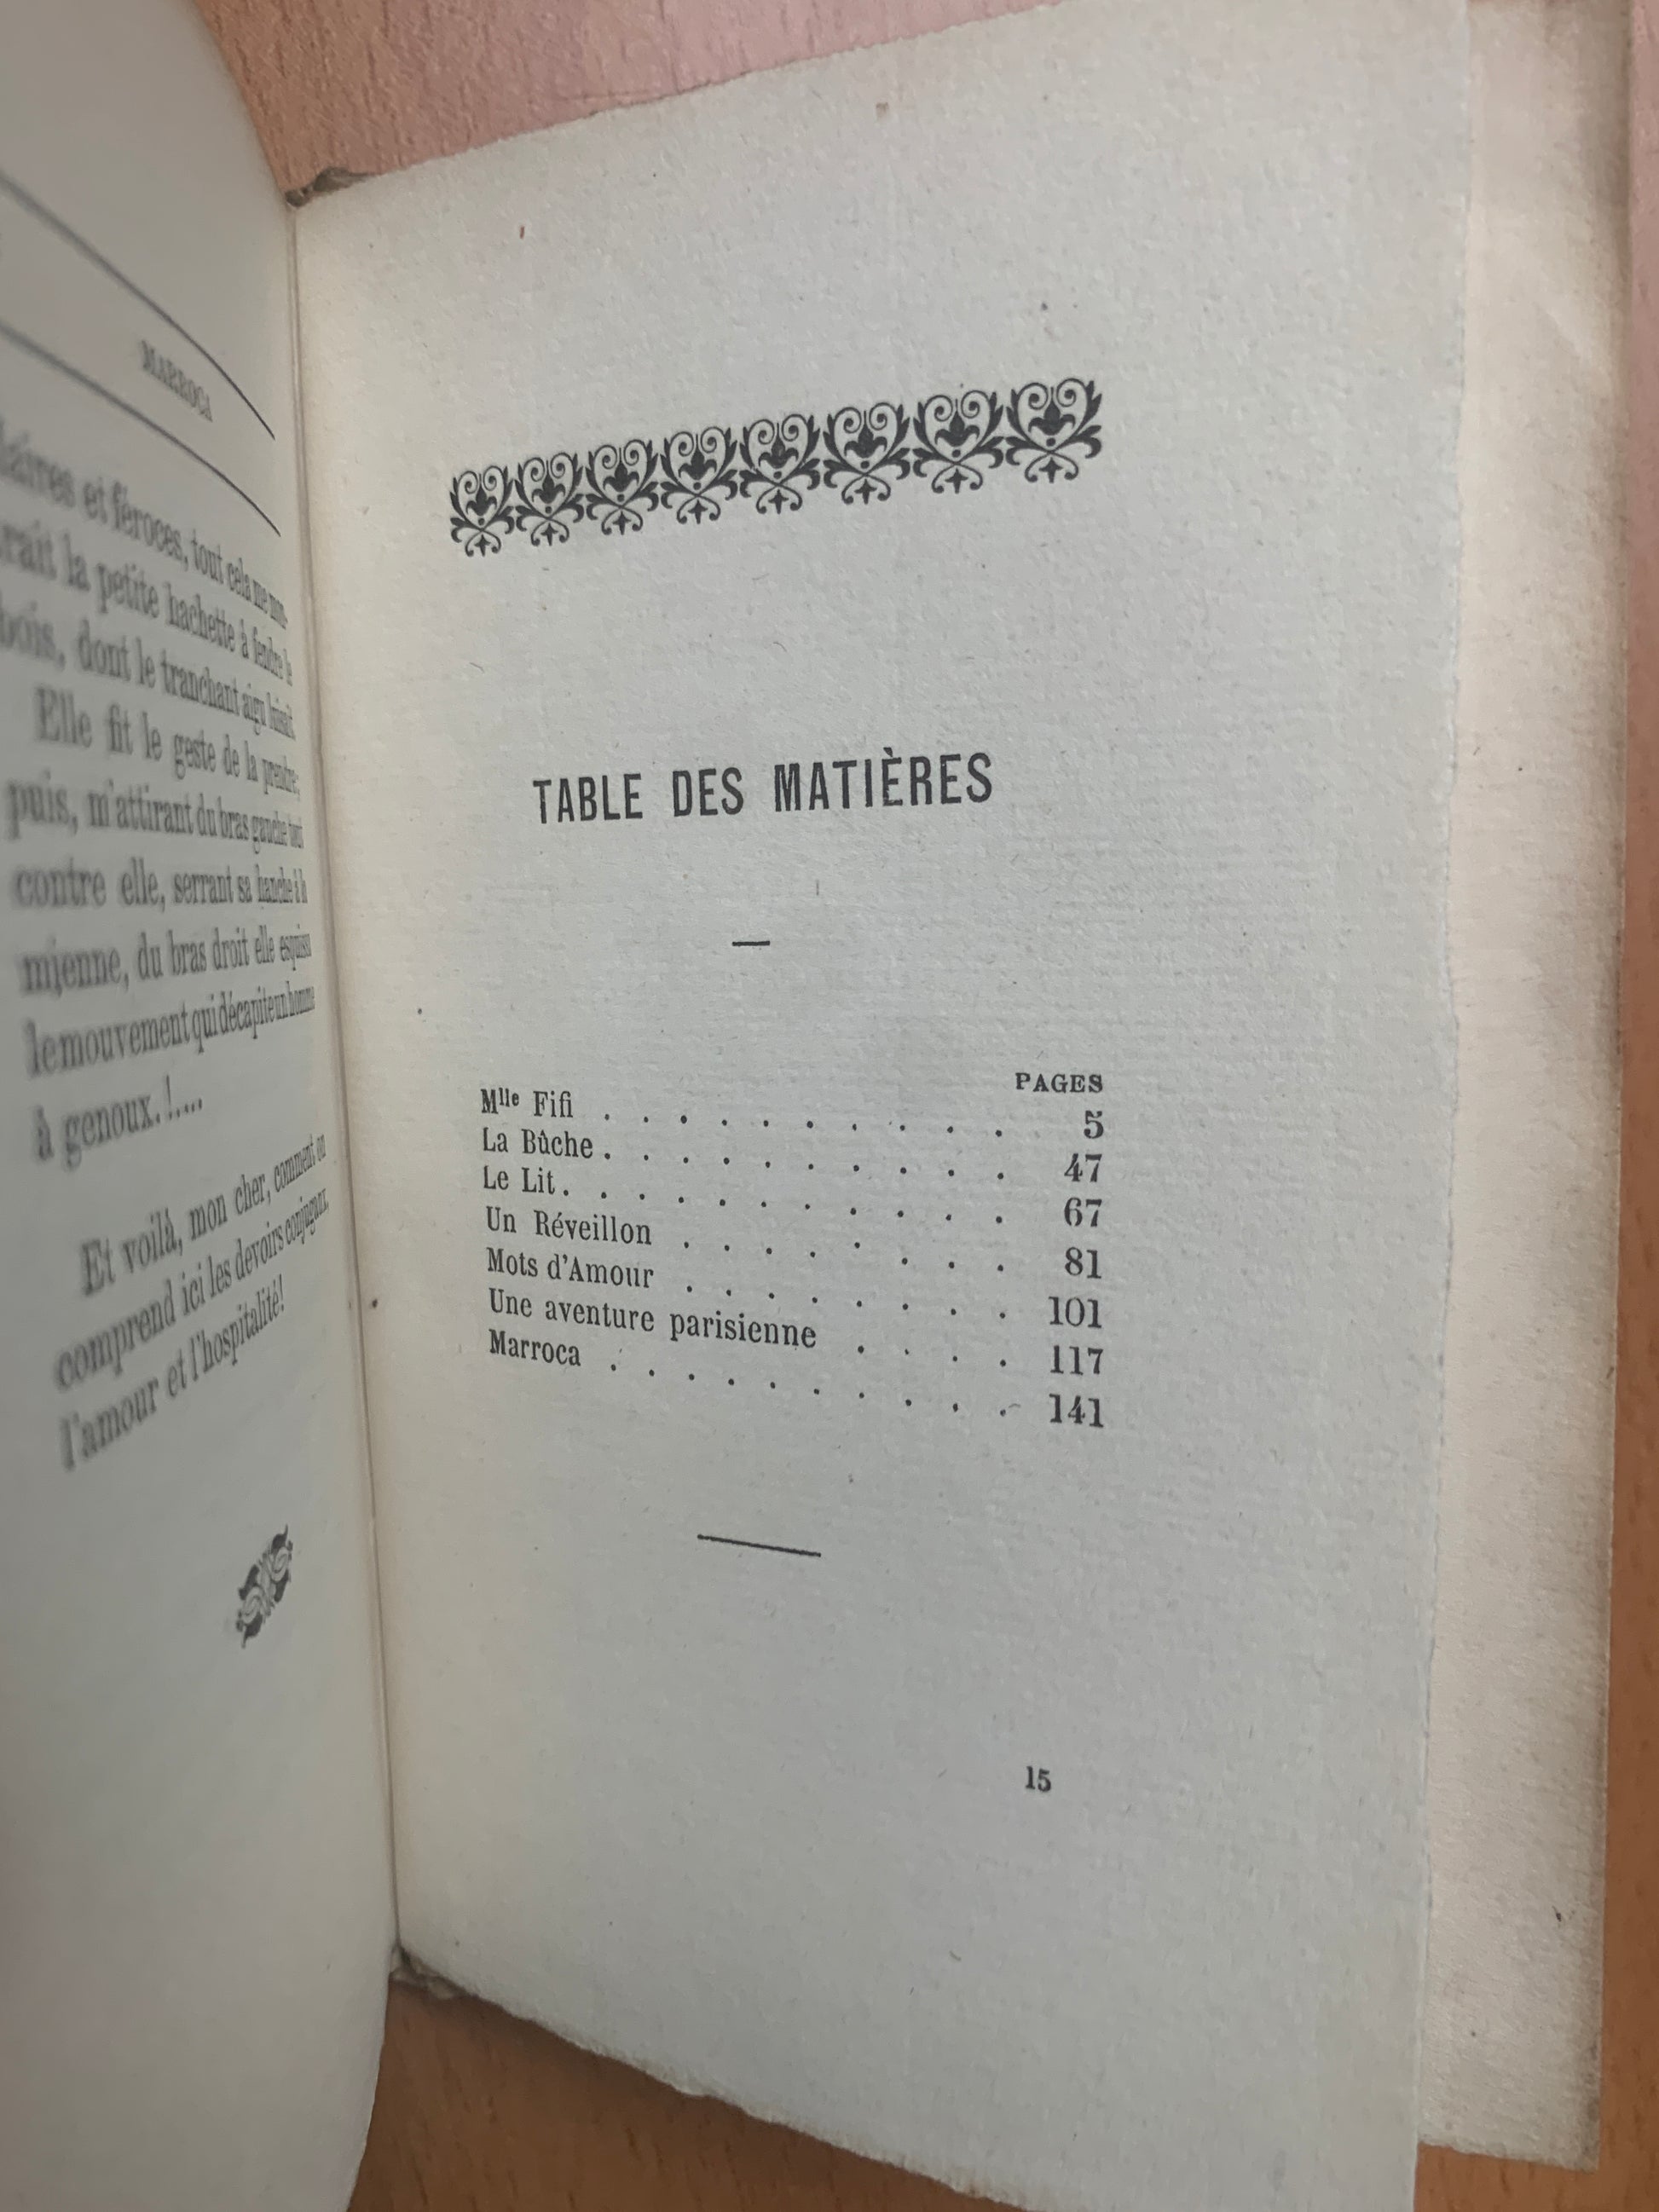 MARROCA
et féroces, tout cela me mon-
rait la petite hachette à fendre le
bois, dont le tranchant aigu luisait.
Elle fit le geste de la prendre;
puis, m'attirant du bras gauche tout
contre elle, serrant sa hanche à la
mienne, du bras droit elle esquissa
le mouvement qui décapite un homme
à genoux.!....
Et voilà, mon cher, comment on
comprend ici les devoirs conjugaux,
l'amour et l'hospitalité!
TABLE DES MATIÈRES
PAGES
Mlle Fifi . . . . . . . . . . 5
La Bûche . . . . . . . . . . 47
Le Lit . . . . . . . . . . . 67
Un Réveillon . . . . . . . . 81
Mots d'Amour . . . . . . . . 101
Une aventure parisienne . . . . 117
Marroca . . . . . . . . . . 141
15